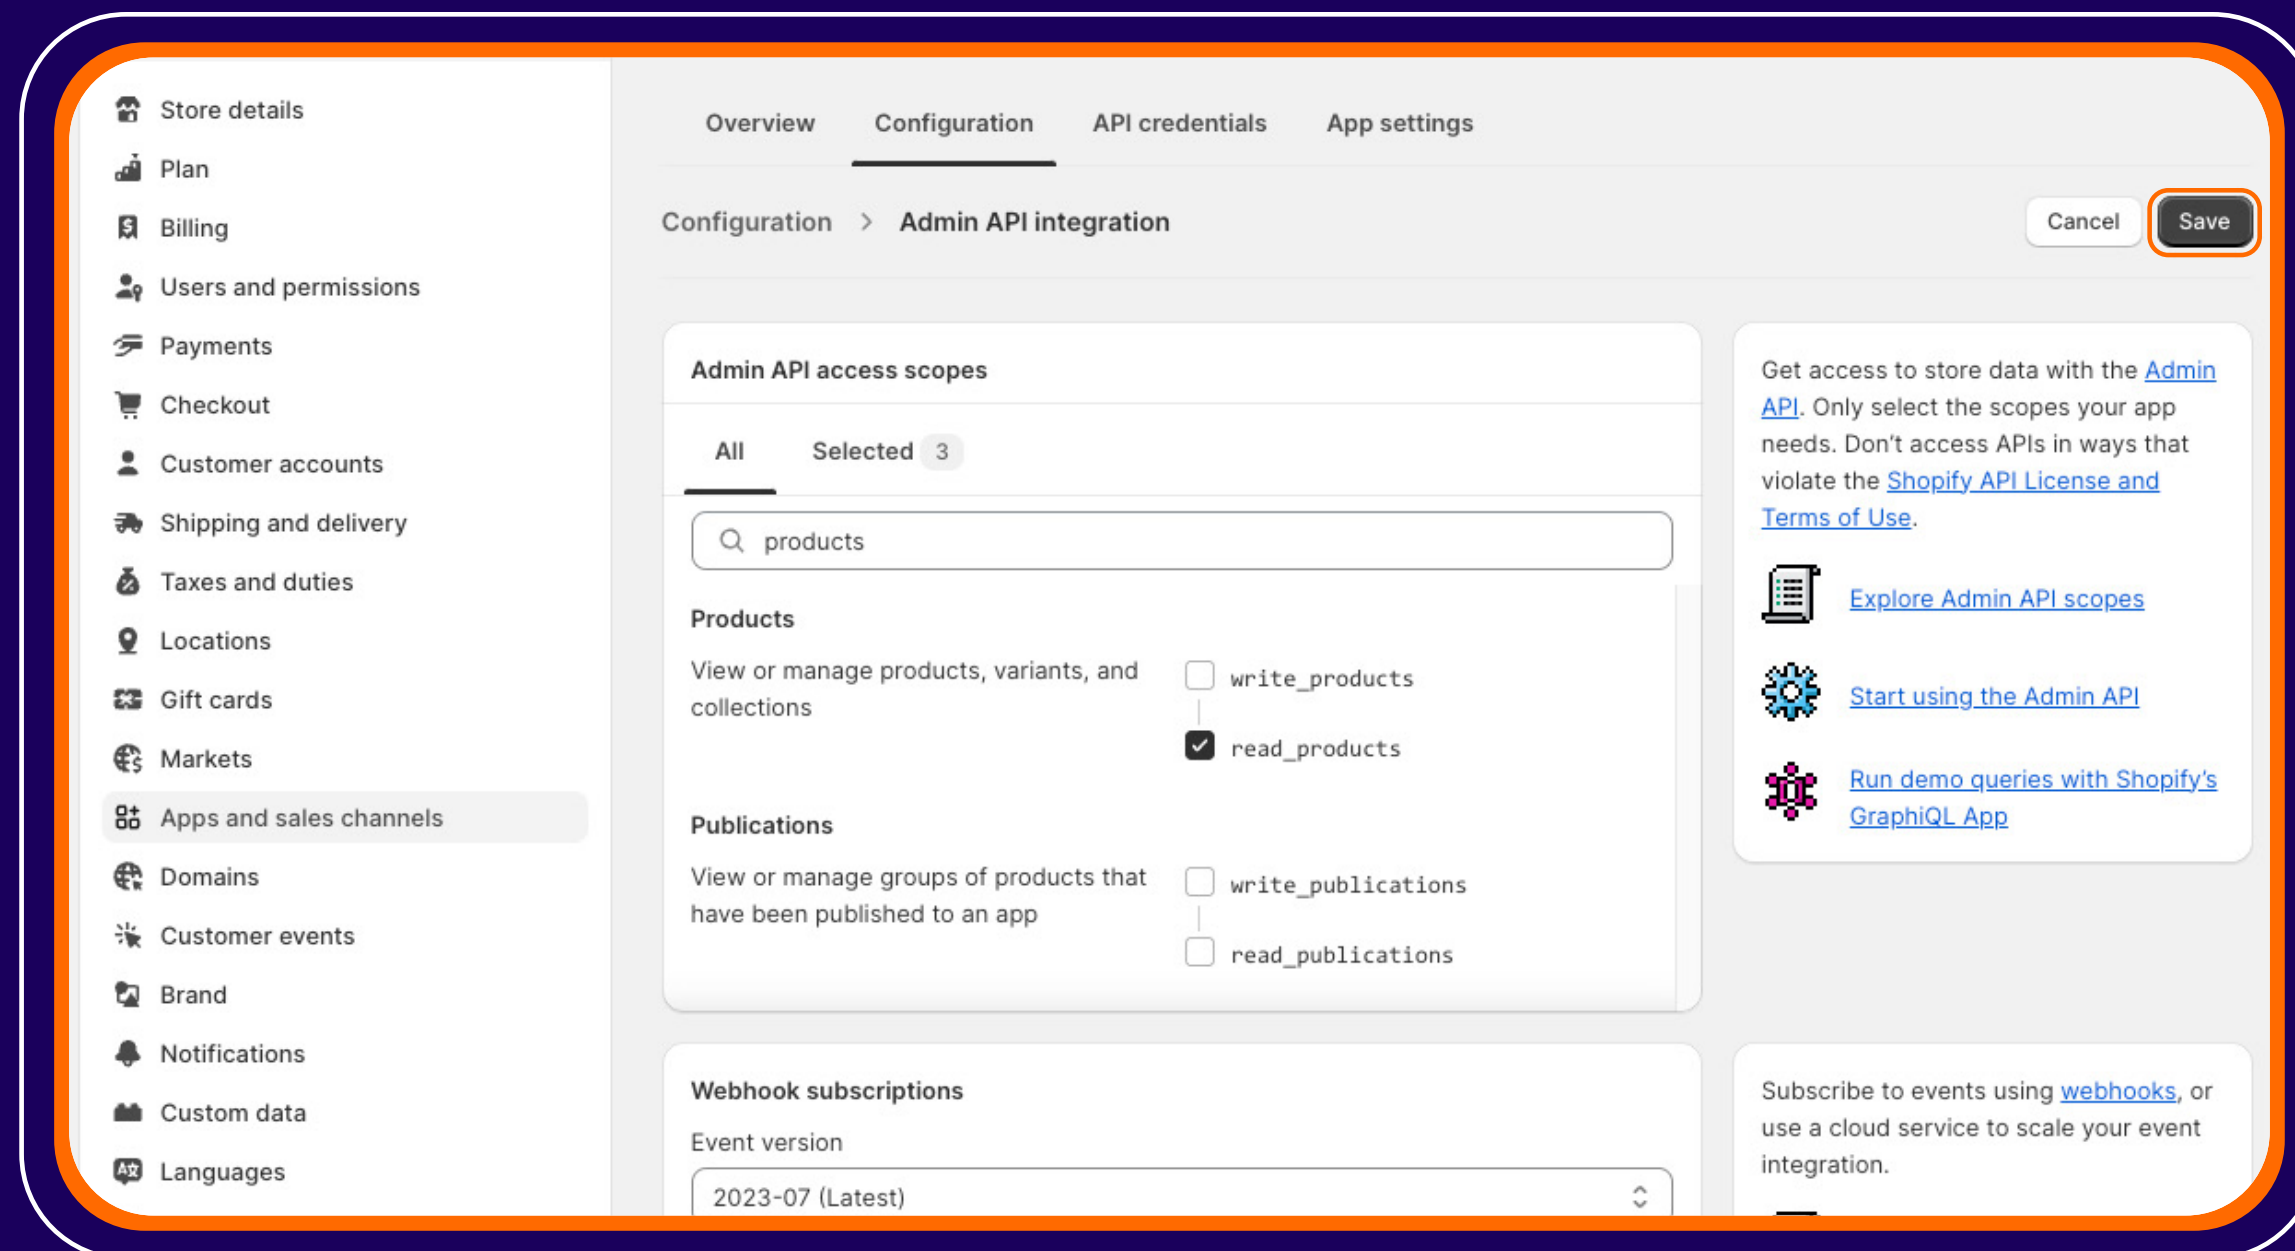 Store details
Plan
Billing
Users and permissions
Payments
Checkout
Customer accounts
Shipping and delivery
Taxes and duties
Locations
Gift cards
Markets
Apps and sales channels
Domains
Customer events
Brand
Notifications
Custom data
Languages
Overview Configuration API credentials App settings
Configuration > Admin API integration
Cancel Save
Admin API access scopes
All Selected 3
products
Products
View or manage products, variants, and
collections
write_products
read_products
Publications
View or manage groups of products that
have been published to an app
write_publications
read_publications
Webhook subscriptions
Event version
2023-07 (Latest)
Get access to store data with the Admin
API. Only select the scopes your app
needs. Don't access APIs in ways that
violate the Shopify API License and
Terms of Use.
Explore Admin API scopes
Start using the Admin API
Run demo queries with Shopify's
GraphiQL App
Subscribe to events using webhooks, or
use a cloud service to scale your event
integration.